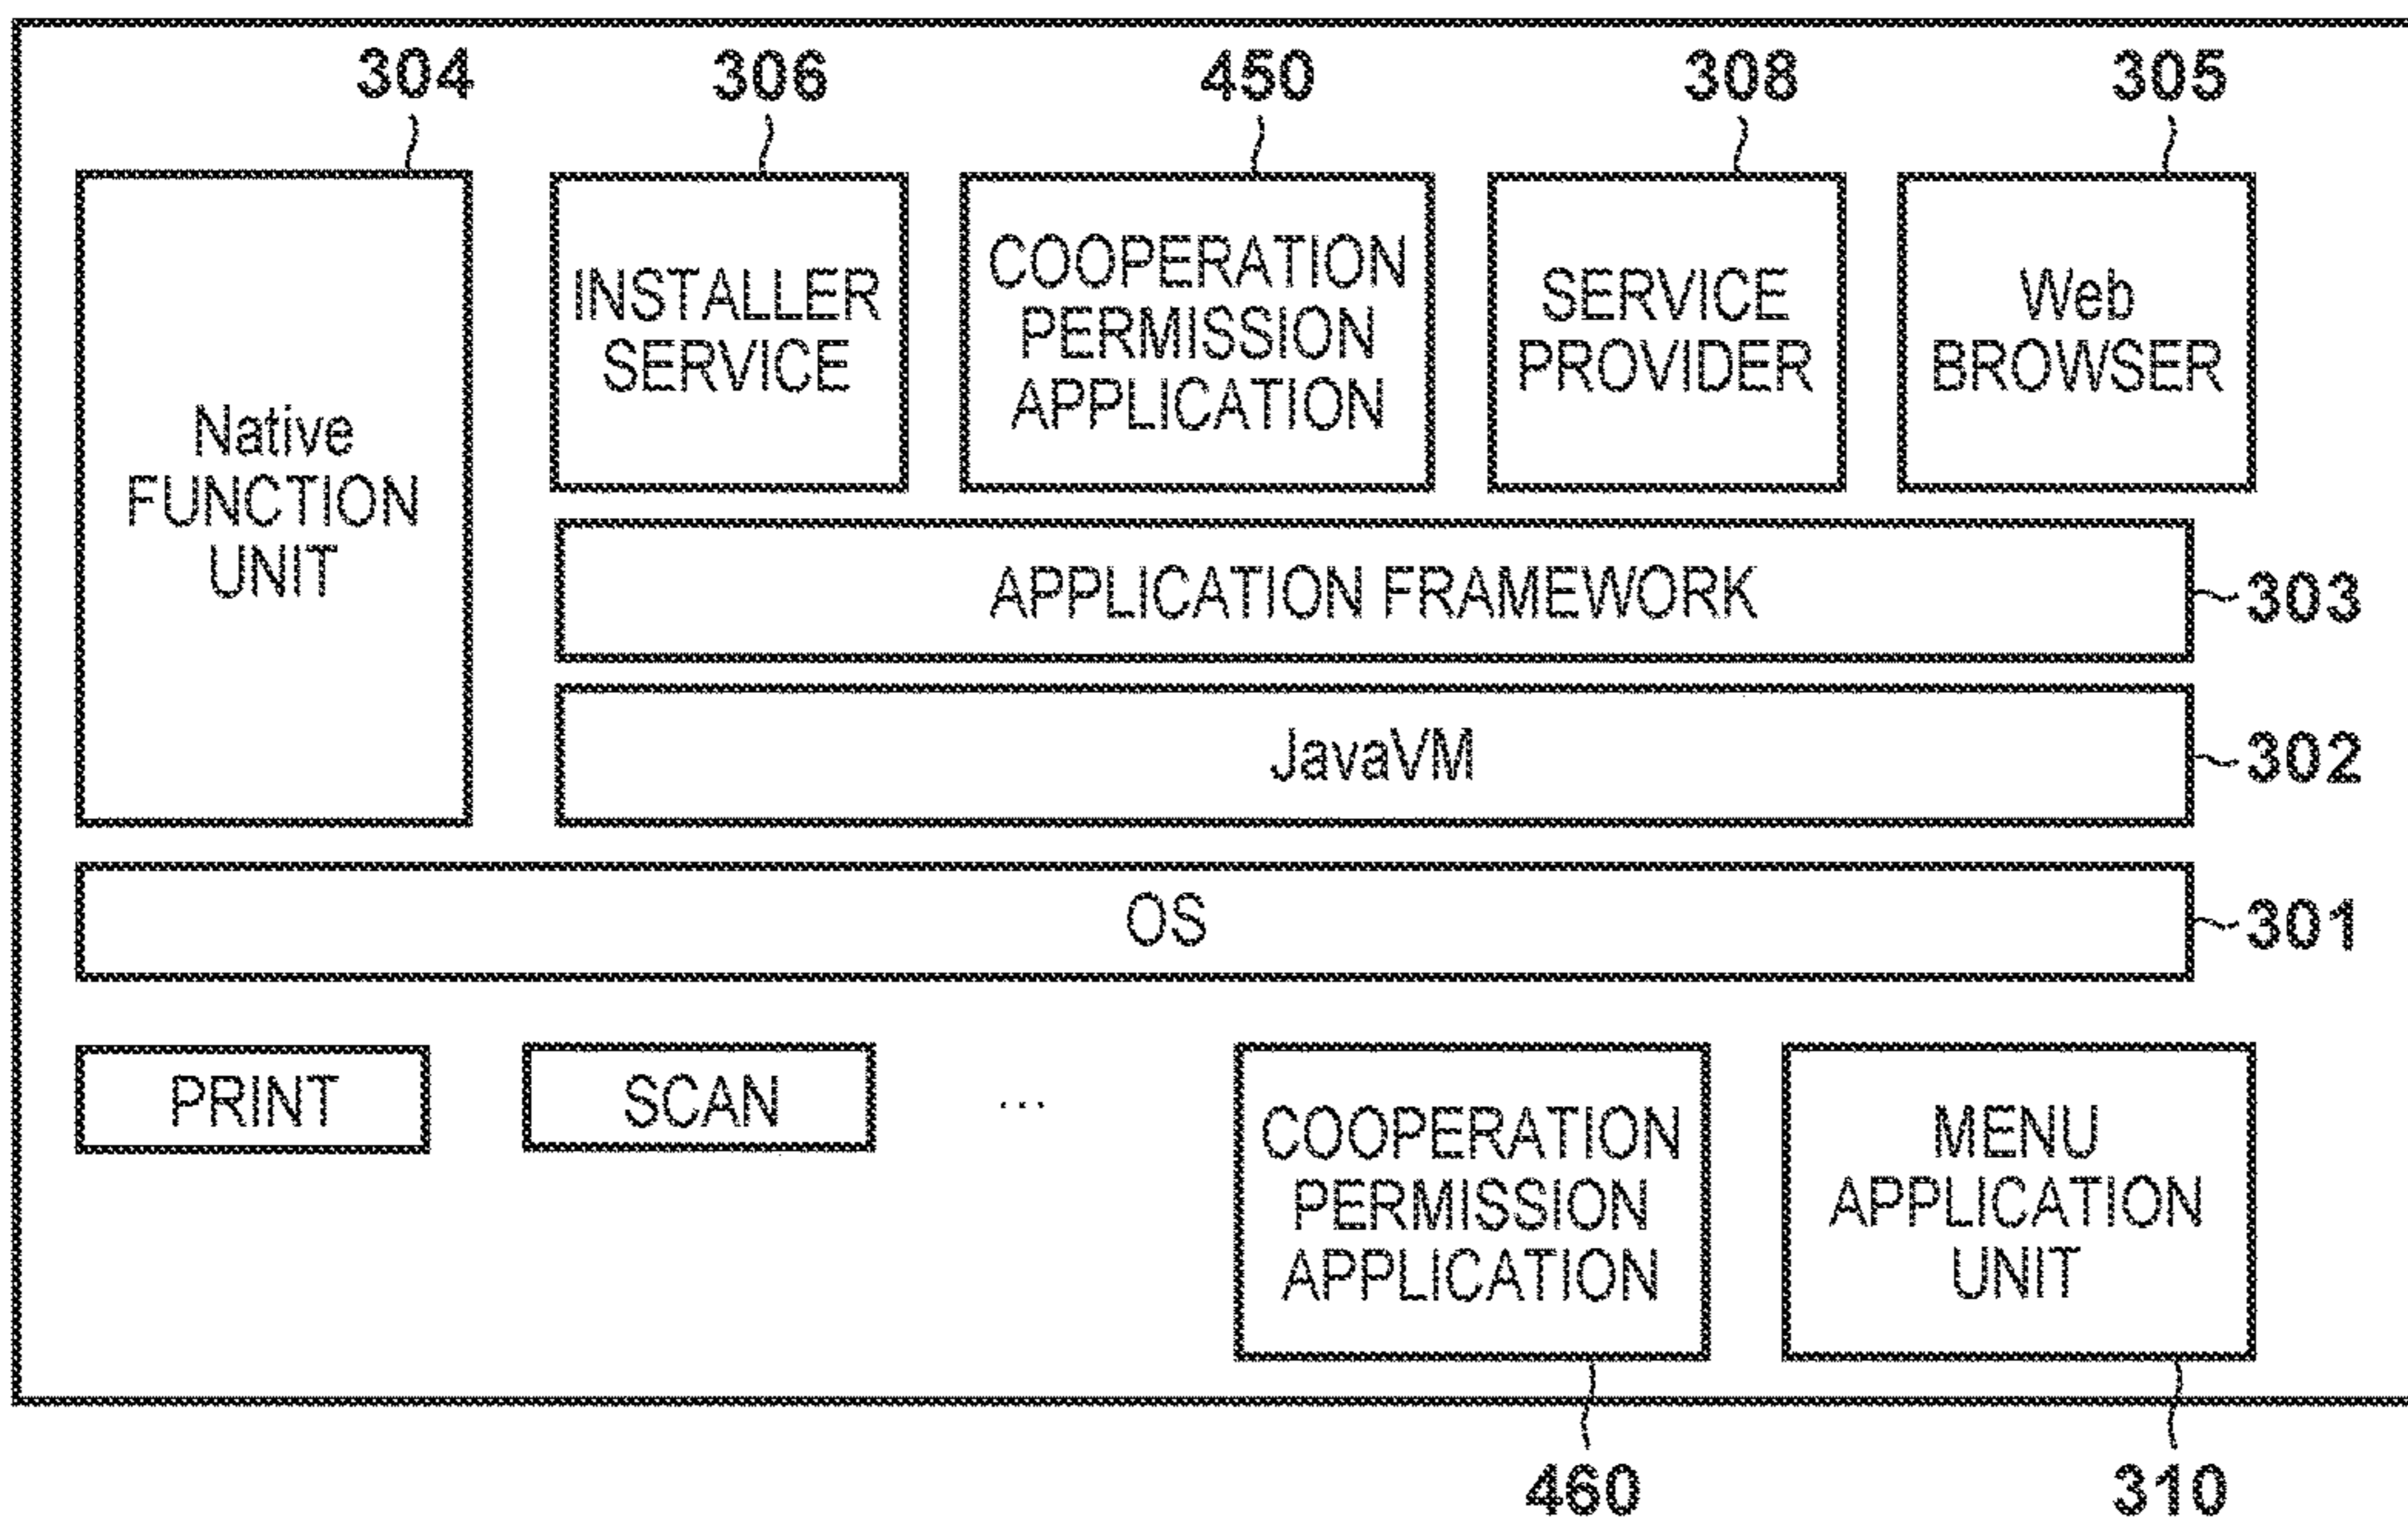 304
306
450
308
305
Native
FUNCTION
UNIT
INSTALLER
SERVICE
COOPERATION
PERMISSION
APPLICATION
SERVICE
PROVIDER
Web
BROWSER
APPLICATION FRAMEWORK
303
JavaVM
302
OS
301
PRINT
SCAN
...
COOPERATION
PERMISSION
APPLICATION
MENU
APPLICATION
UNIT
460
310